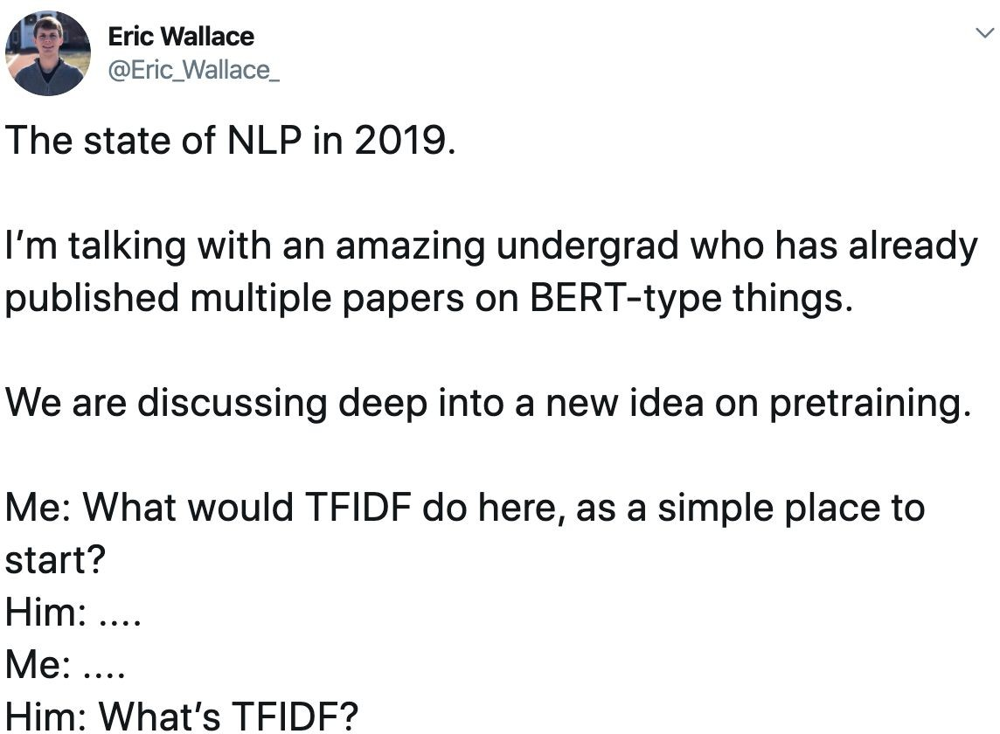 Eric Wallace
@Eric_Wallace_
The state of NLP in 2019.
I’m talking with an amazing undergrad who has already
published multiple papers on BERT-type things.
We are discussing deep into a new idea on pretraining.
Me: What would TFIDF do here, as a simple place to
start?
Him: ....
Me: ....
Him: What’s TFIDF?